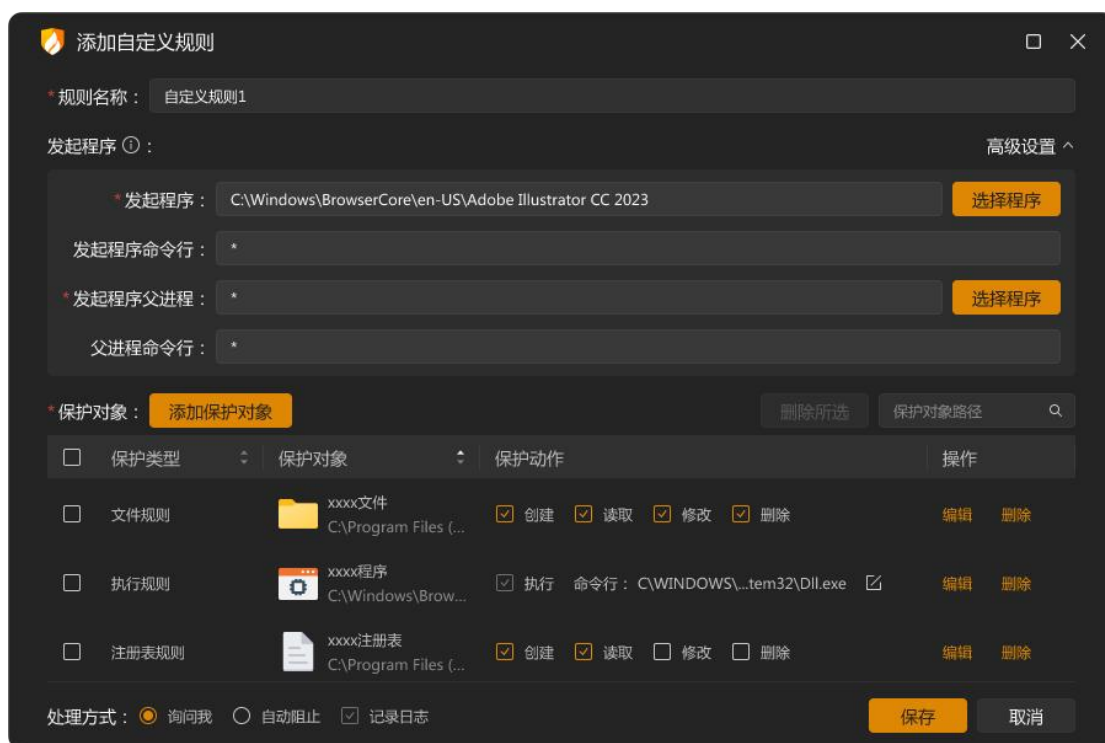 添加自定义规则
*规则名称： 自定义规则1
发起程序 ： 高级设置
*发起程序： C:\Windows\BrowserCore\en-US\Adobe Illustrator CC 2023 选择程序
发起程序命令行： *
*发起程序父进程： * 选择程序
父进程命令行： *
*保护对象： 添加保护对象 删除所选 保护对象路径
保护类型 保护对象 保护动作 操作
文件规则 xxxx文件 创建 读取 修改 删除 编辑 删除
C:\Program Files (...
执行规则 xxxx程序 执行 命令行： C\WINDOWS\...tem32\Dll.exe 编辑 删除
C:\Windows\Brow...
注册表规则 xxxx注册表 创建 读取 修改 删除 编辑 删除
C:\Program Files (...
处理方式： 询问我 自动阻止 记录日志 保存 取消